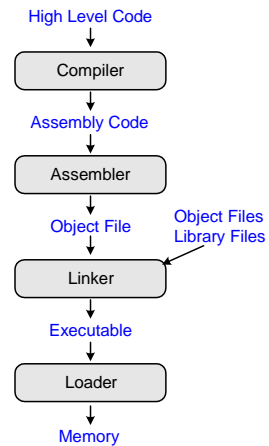 High Level Code
Compiler
Assembly Code
Assembler
Object File
Object Files
Library Files
Linker
Executable
Loader
Memory